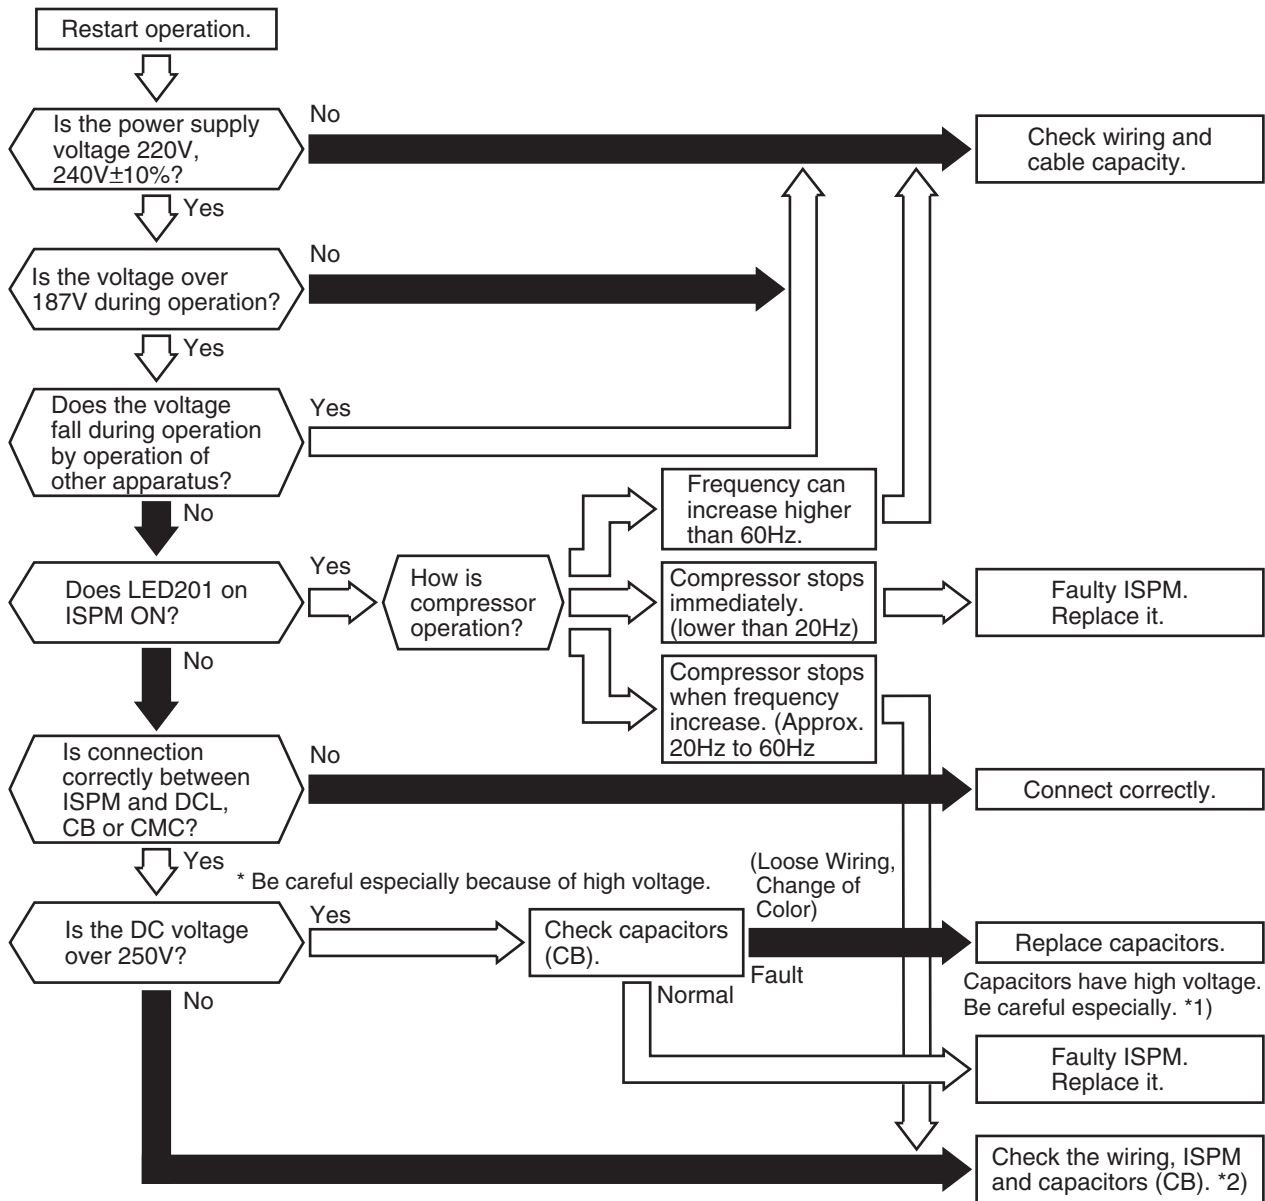 Restart operation.
Is the power supply
voltage 220V,
240V±10%?
No
Check wiring and
cable capacity.
Yes
Is the voltage over
187V during operation?
No
Yes
Does the voltage
fall during operation
by operation of
other apparatus?
Yes
No
Frequency can
increase higher
than 60Hz.
Does LED201 on
ISPM ON?
Yes
How is
compressor
operation?
Compressor stops
immediately.
(lower than 20Hz)
Faulty ISPM.
Replace it.
No
Compressor stops
when frequency
increase. (Approx.
20Hz to 60Hz
Is connection
correctly between
ISPM and DCL,
CB or CMC?
No
Connect correctly.
Yes
* Be careful especially because of high voltage.
(Loose Wiring,
Change of
Color)
Is the DC voltage
over 250V?
Yes
Check capacitors
(CB).
Fault
Replace capacitors.
Capacitors have high voltage.
Be careful especially. *1)
No
Normal
Faulty ISPM.
Replace it.
Check the wiring, ISPM
and capacitors (CB). *2)